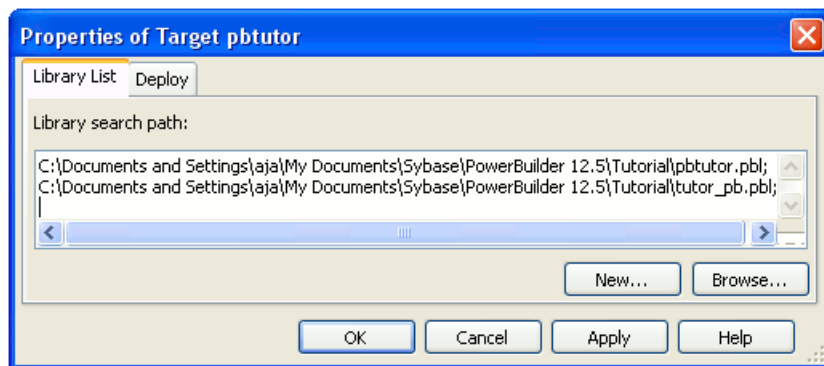 Properties of Target pbtutor
Library List Deploy
Library search path:
C:\Documents and Settings\aja\My Documents\Sybase\PowerBuilder 12.5\Tutorial\pbtutor.pbl;
C:\Documents and Settings\aja\My Documents\Sybase\PowerBuilder 12.5\Tutorial\tutor_pb.pbl;
New... Browse...
OK Cancel Apply Help